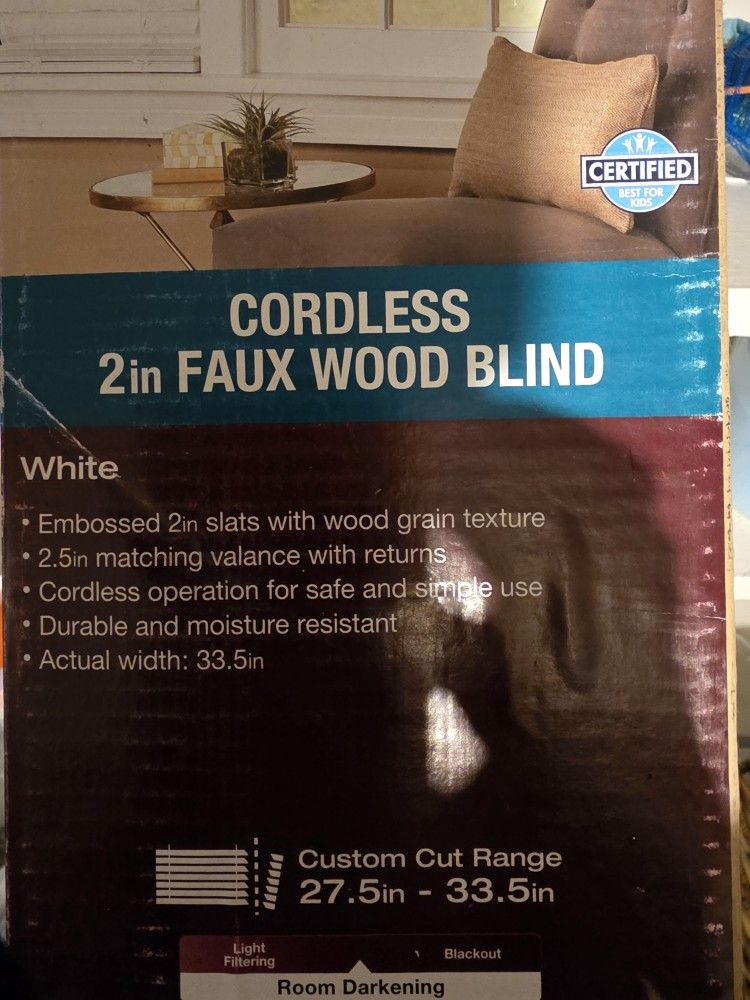 CERTIFIED
BEST FOR
KIDS
CORDLESS
2in FAUX WOOD BLIND
White
• Embossed 2in slats with wood grain texture
• 2.5in matching valance with returns
• Cordless operation for safe and simple use
• Durable and moisture resistant
• Actual width: 33.5in
Custom Cut Range
27.5in - 33.5in
Light
Filtering
Blackout
Room Darkening